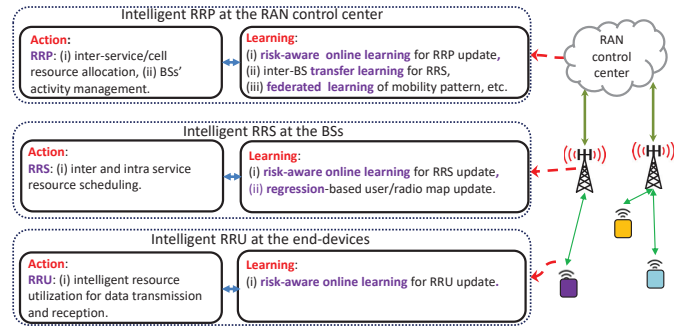 Intelligent RRP at the RAN control center
Action:
RRP: (i) inter-service/cell
resource allocation, (ii) BSs’
activity management.
Learning:
(i) risk-aware online learning for RRP update,
(ii) inter-BS transfer learning for RRS,
(iii) federated learning of mobility pattern, etc.
RAN
control
center
Intelligent RRS at the BSs
Action:
RRS: (i) inter and intra service
resource scheduling.
Learning:
(i) risk-aware online learning for RRS update,
(ii) regression-based user/radio map update.
Intelligent RRU at the end-devices
Action:
RRU: (i) intelligent resource
utilization for data transmission
and reception.
Learning:
(i) risk-aware online learning for RRU update.